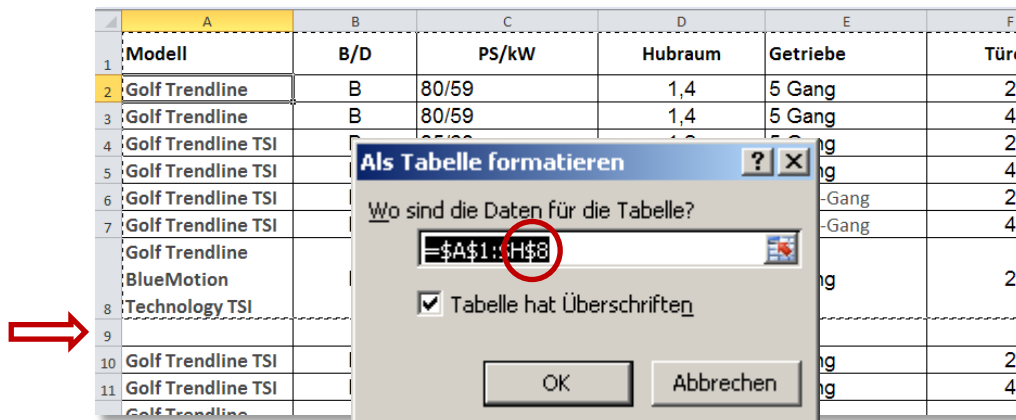 A B C D E F
1 Modell B/D PS/kW Hubraum Getriebe
2 Golf Trendline B 80/59 1,4 5 Gang 2
3 Golf Trendline B 80/59 1,4 5 Gang 4
4 Golf Trendline TSI 2
5 Golf Trendline TSI 4
6 Golf Trendline TSI -Gang 2
7 Golf Trendline TSI -Gang 4
Golf Trendline
BlueMotion 2
8 Technology TSI
9
10 Golf Trendline TSI 2
11 Golf Trendline TSI 4
Golf Trendline
Als Tabelle formatieren ? X
Wo sind die Daten für die Tabelle?
=$A$1:$H$8
Tabelle hat Überschriften
OK Abbrechen